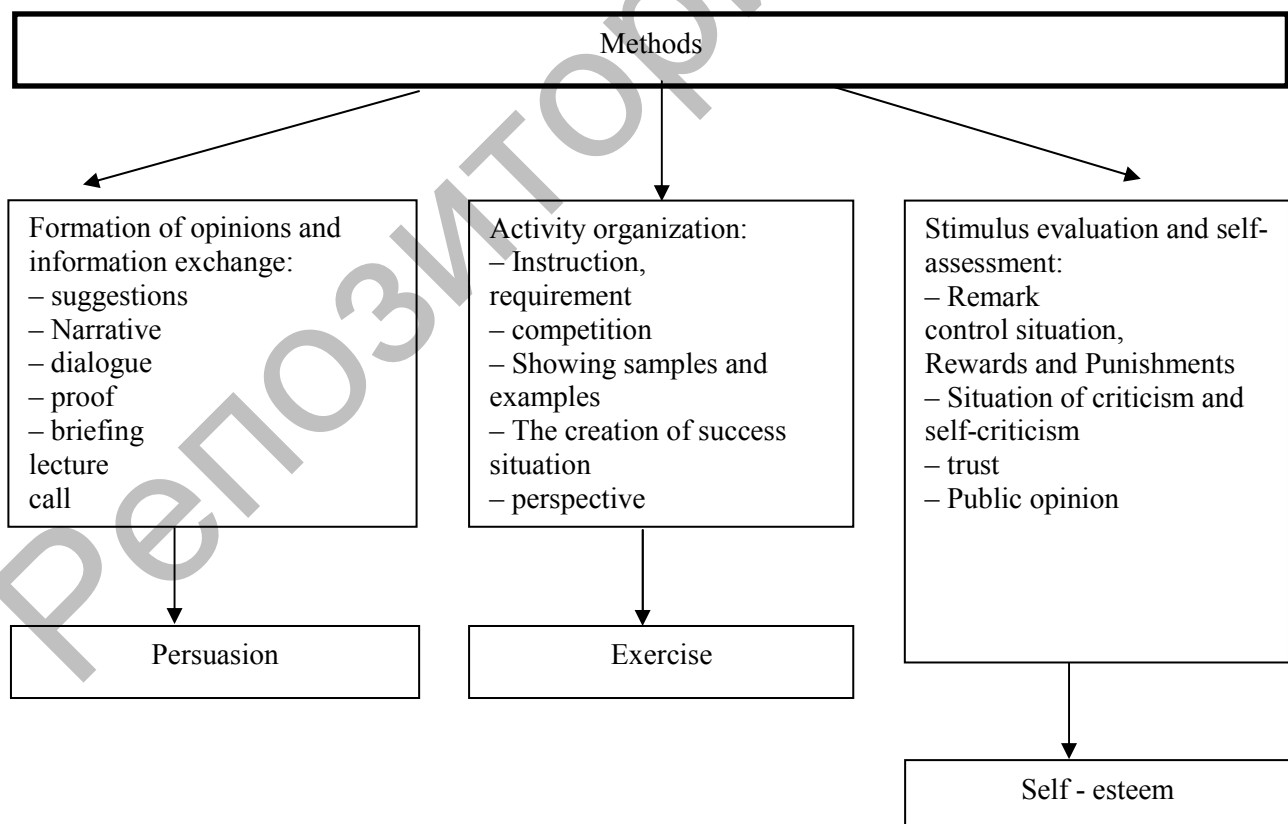 Methods
Formation of opinions and
information exchange:
– suggestions
– Narrative
– dialogue
– proof
– briefing
lecture
call
Activity organization:
– Instruction,
requirement
– competition
– Showing samples and
examples
– The creation of success
situation
– perspective
Stimulus evaluation and self-
assessment:
– Remark
control situation,
Rewards and Punishments
– Situation of criticism and
self-criticism
– trust
– Public opinion
Persuasion
Exercise
Self - esteem